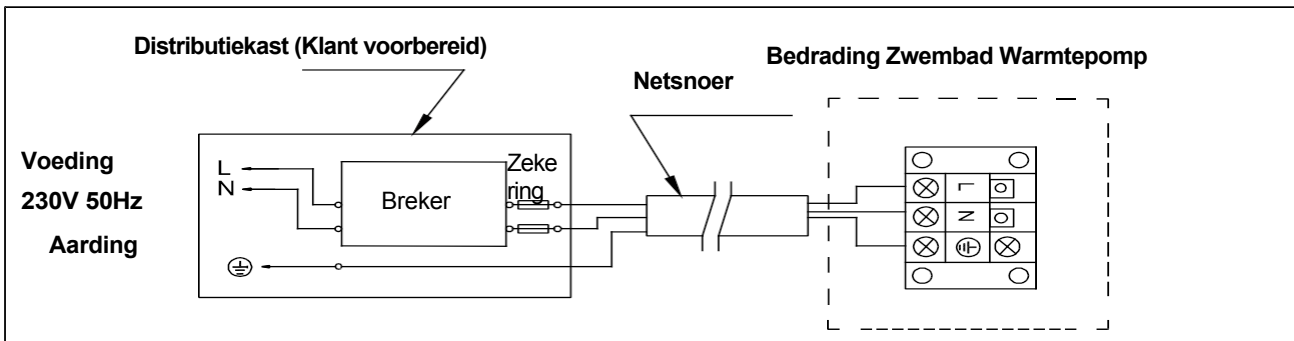 Distributiekast (Klant voorbereid)
Netsnoer
Bedrading Zwembad Warmtepomp
Voeding
230V 50Hz
Aarding
L
N
Breker
Zeke
ring
L
N